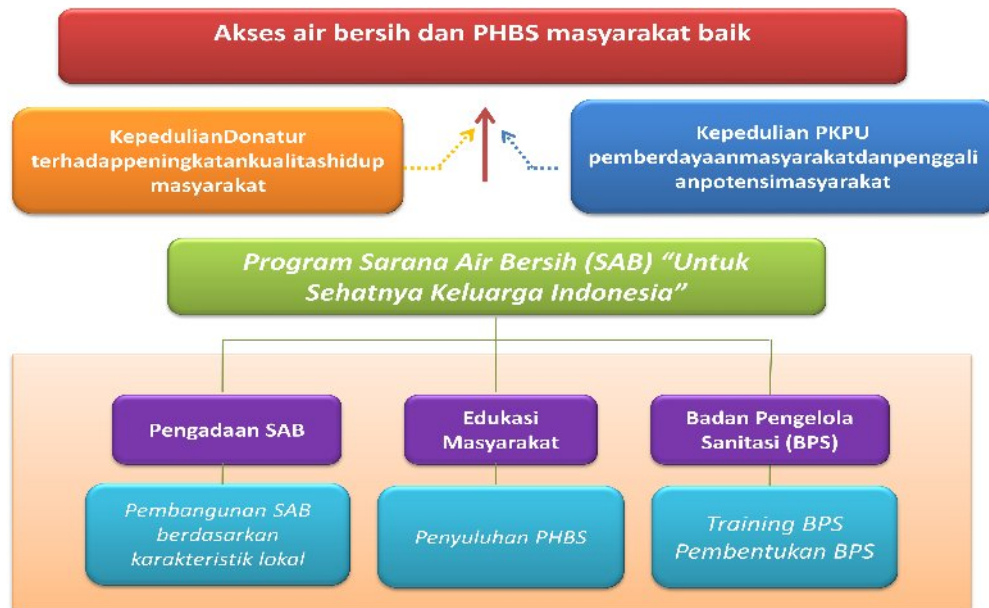 Akses air bersih dan PHBS masyarakat baik
KepedulianDonatur
terhadappeningkatankualitashidup
masyarakat
Kepedulian PKPU
pemberdayaanmasyarakatdanpenggali
anpotensimasyarakat
Program Sarana Air Bersih (SAB) “Untuk
Sehatnya Keluarga Indonesia”
Pengadaan SAB
Edukasi
Masyarakat
Badan Pengelola
Sanitasi (BPS)
Pembangunan SAB
berdasarkan
karakteristik lokal
Penyuluhan PHBS
Training BPS
Pembentukan BPS